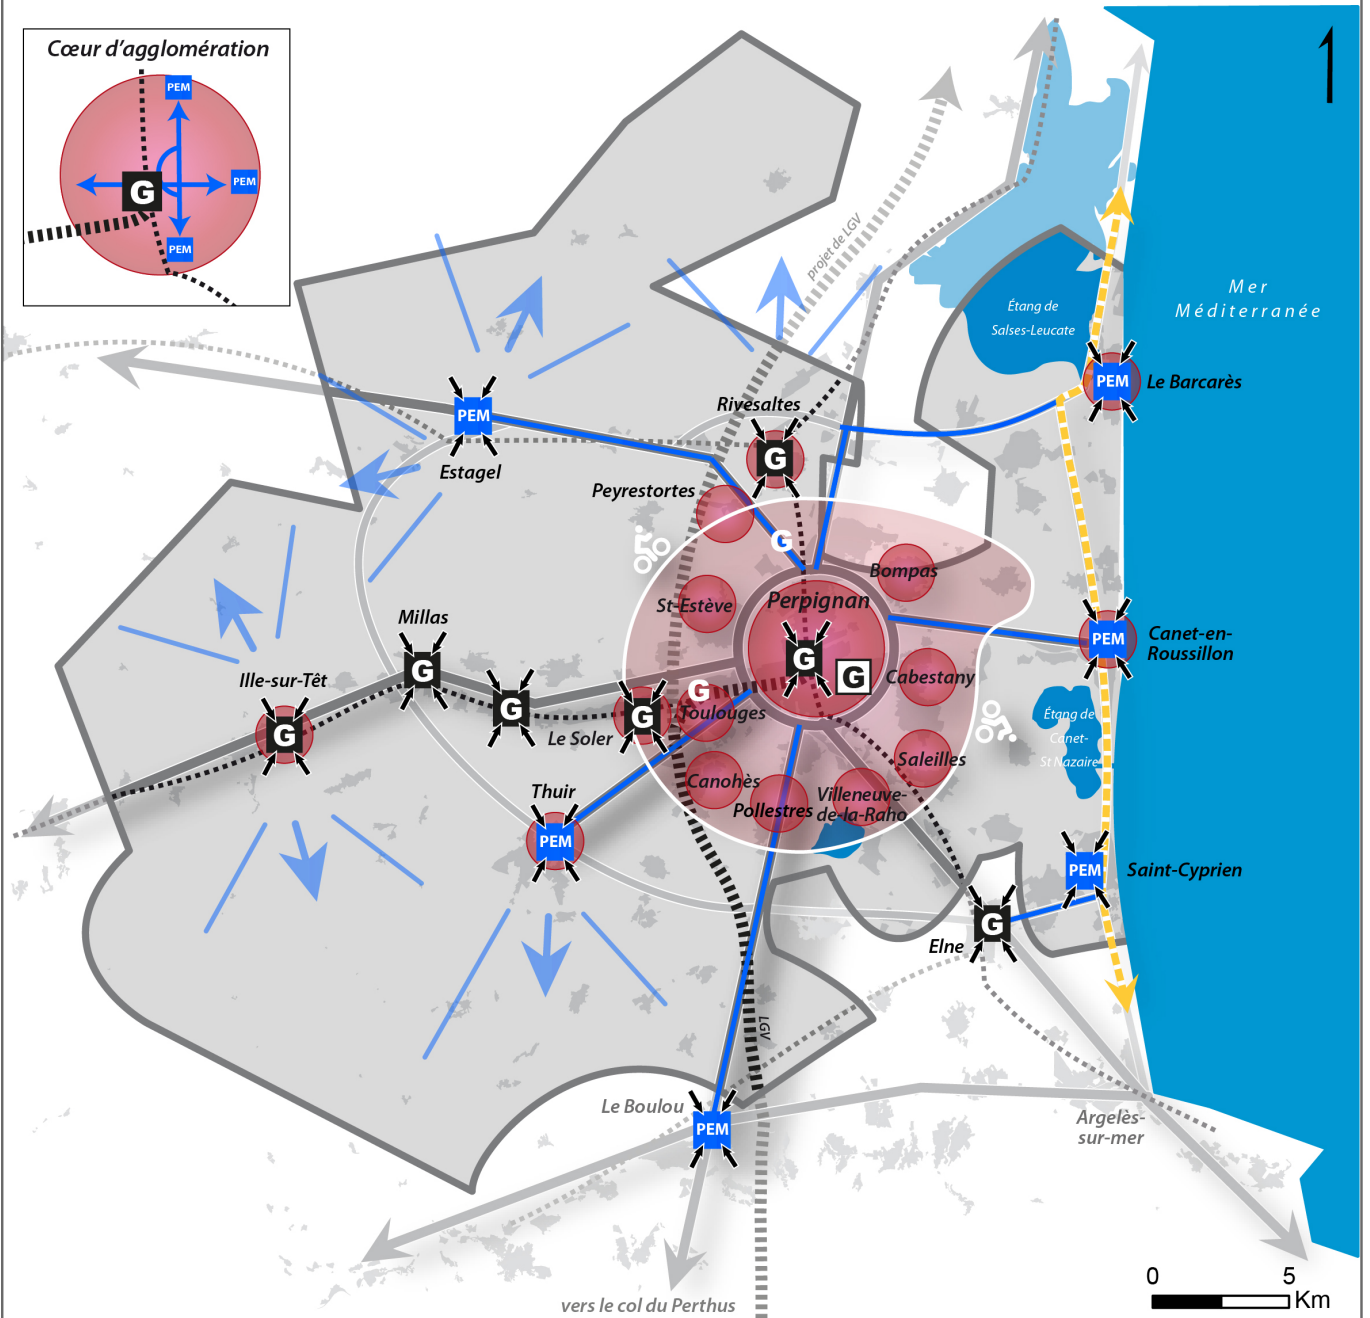 Cœur d'agglomération
PEM
PEM
G
PEM
projet de LGV
Mer
Méditerranée
Étang de
Salses-Leucate
PEM
Le Barcarès
PEM
Estagel
Rivesaltes
G
Peyrestortes
G
Bompas
St-Estève
Perpignan
G
G
Cabestany
PEM
Canet-en-
Roussillon
Millas
G
Ille-sur-Têt
G
G
Le Soler
G
G
Toulouges
Étang de
Canet-
St Nazaire
Saleilles
Canohès
Pollestres
Villeneuve-
de-la-Raho
Thuir
PEM
PEM
Saint-Cyprien
G
Elne
LGV
Le Boulou
PEM
Argelès-
sur-mer
vers le col du Perthus
0 5
Km